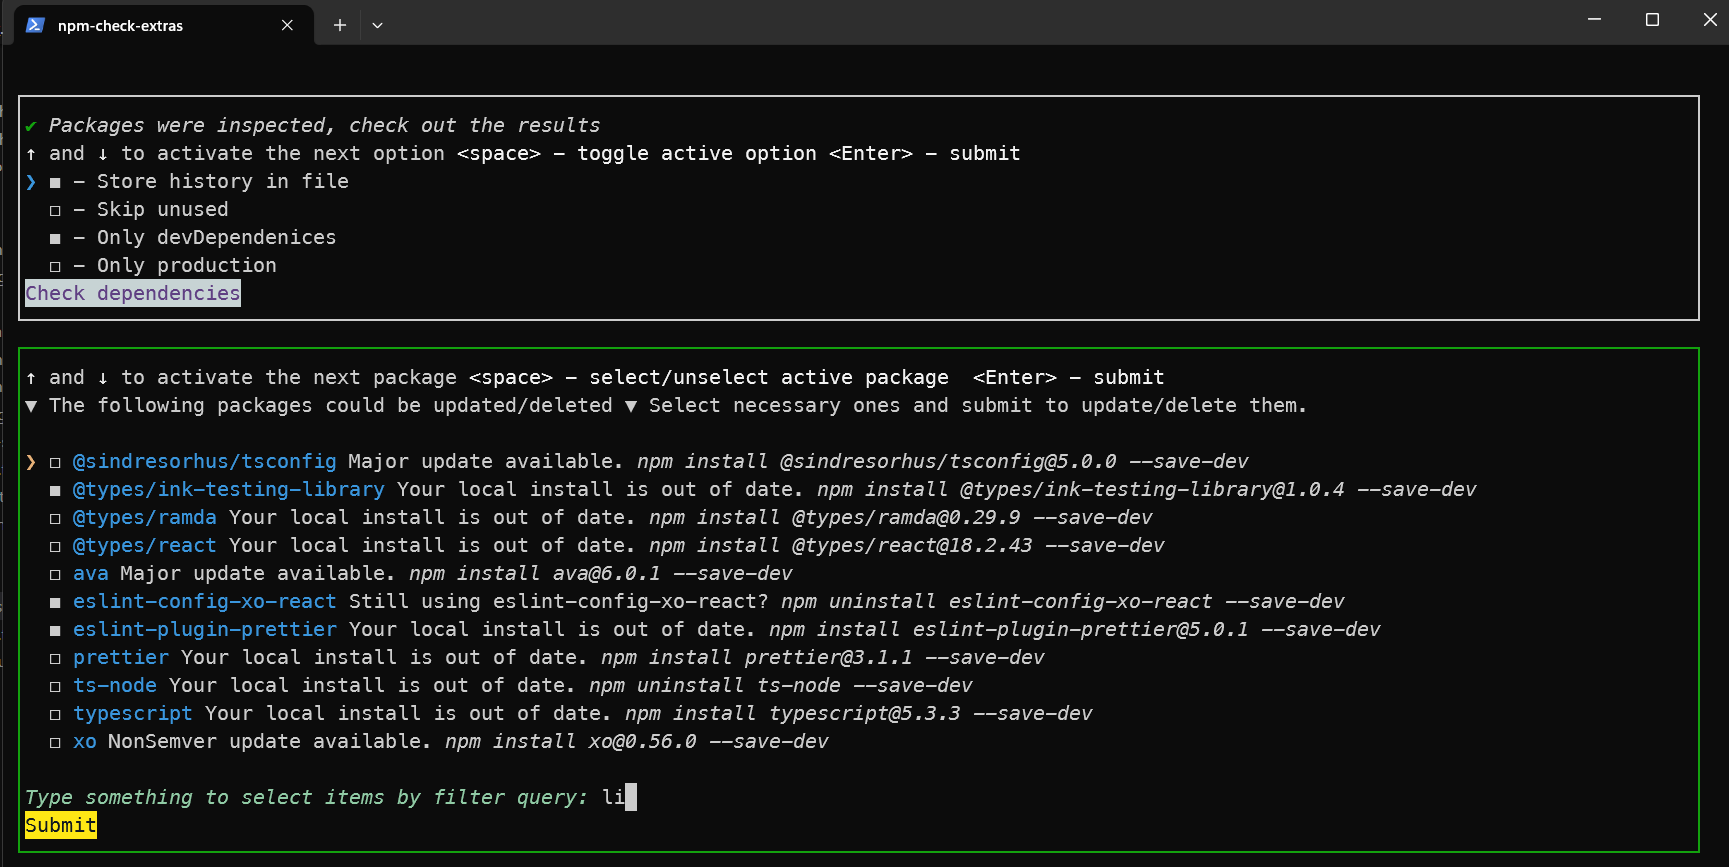 npm-check-extras
✔ Packages were inspected, check out the results
↑ and ↓ to activate the next option <space> – toggle active option <Enter> – submit
❯ ◼ – Store history in file
◻ – Skip unused
◼ – Only devDependenices
◻ – Only production
Check dependencies
↑ and ↓ to activate the next package <space> – select/unselect active package <Enter> – submit
▼ The following packages could be updated/deleted ▼ Select necessary ones and submit to update/delete them.
❯ ◻ @sindresorhus/tsconfig Major update available. npm install @sindresorhus/tsconfig@5.0.0 --save-dev
◼ @types/ink-testing-library Your local install is out of date. npm install @types/ink-testing-library@1.0.4 --save-dev
◻ @types/ramda Your local install is out of date. npm install @types/ramda@0.29.9 --save-dev
◻ @types/react Your local install is out of date. npm install @types/react@18.2.43 --save-dev
◻ ava Major update available. npm install ava@6.0.1 --save-dev
◼ eslint-config-xo-react Still using eslint-config-xo-react? npm uninstall eslint-config-xo-react --save-dev
◼ eslint-plugin-prettier Your local install is out of date. npm install eslint-plugin-prettier@5.0.1 --save-dev
◻ prettier Your local install is out of date. npm install prettier@3.1.1 --save-dev
◻ ts-node Your local install is out of date. npm uninstall ts-node --save-dev
◻ typescript Your local install is out of date. npm install typescript@5.3.3 --save-dev
◻ xo NonSemver update available. npm install xo@0.56.0 --save-dev
Type something to select items by filter query: li
Submit